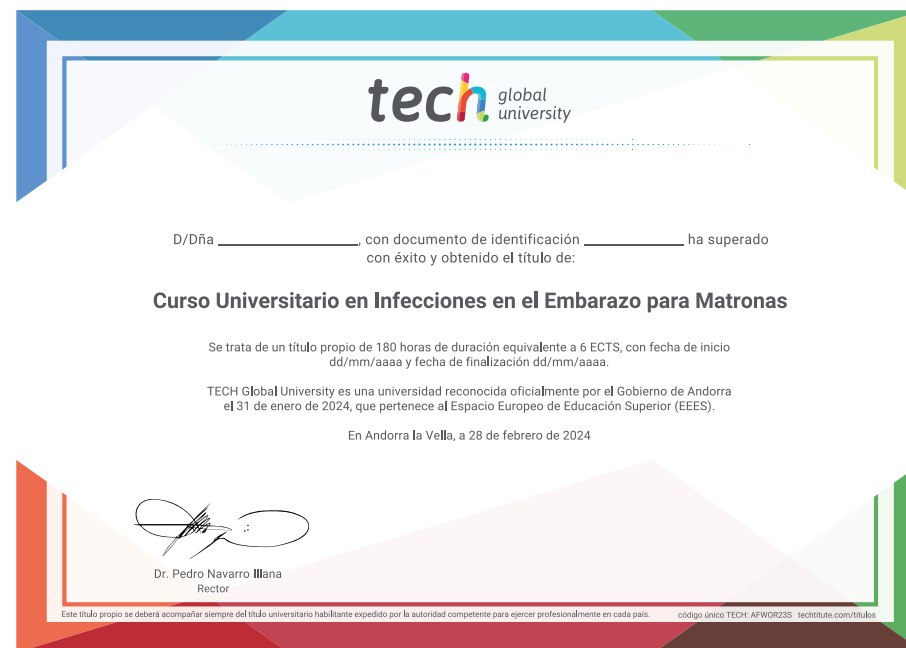 tech global university
D/Dña ____________________, con documento de identificación ______________ ha superado
con éxito y obtenido el título de:
Curso Universitario en Infecciones en el Embarazo para Matronas
Se trata de un título propio de 180 horas de duración equivalente a 6 ECTS, con fecha de inicio
dd/mm/aaaa y fecha de finalización dd/mm/aaaa.
TECH Global University es una universidad reconocida oficialmente por el Gobierno de Andorra
el 31 de enero de 2024, que pertenece al Espacio Europeo de Educación Superior (EEES).
En Andorra la Vella, a 28 de febrero de 2024
Dr. Pedro Navarro Illana
Rector
Este título propio se deberá acompañar siempre del título universitario habilitante expedido por la autoridad competente para ejercer profesionalmente en cada país.
código único TECH: AFWOR23S techtitute.com/titulos